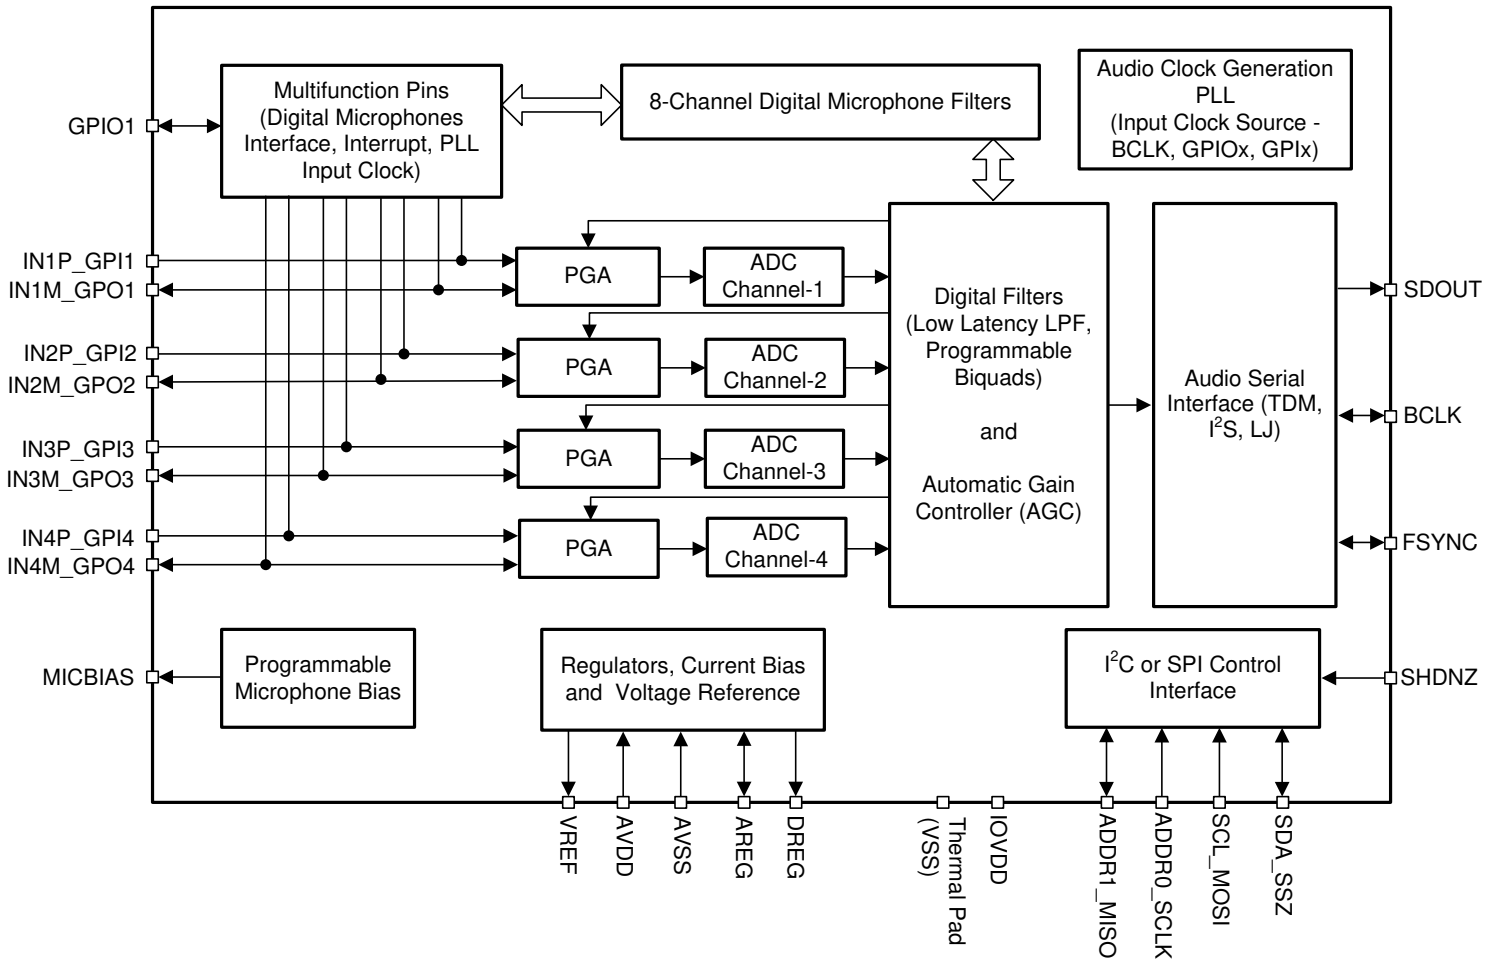 Multifunction Pins
(Digital Microphones
Interface, Interrupt, PLL
Input Clock)
8-Channel Digital Microphone Filters
Audio Clock Generation
PLL
(Input Clock Source -
BCLK, GPIOx, GPIx)
GPIO1
IN1P_GPI1
IN1M_GPO1
IN2P_GPI2
IN2M_GPO2
IN3P_GPI3
IN3M_GPO3
IN4P_GPI4
IN4M_GPO4
MICBIAS
PGA
ADC
Channel-1
PGA
ADC
Channel-2
PGA
ADC
Channel-3
PGA
ADC
Channel-4
Digital Filters
(Low Latency LPF,
Programmable
Biquads)
and
Automatic Gain
Controller (AGC)
Audio Serial
Interface (TDM,
I²S, LJ)
SDOUT
BCLK
FSYNC
SHDNZ
Programmable
Microphone Bias
Regulators, Current Bias
and Voltage Reference
I²C or SPI Control
Interface
VREF
AVDD
AVSS
AREG
DREG
Thermal Pad
(VSS)
IOVDD
ADDR1_MISO
ADDR0_SCLK
SCL_MOSI
SDA_SSZ